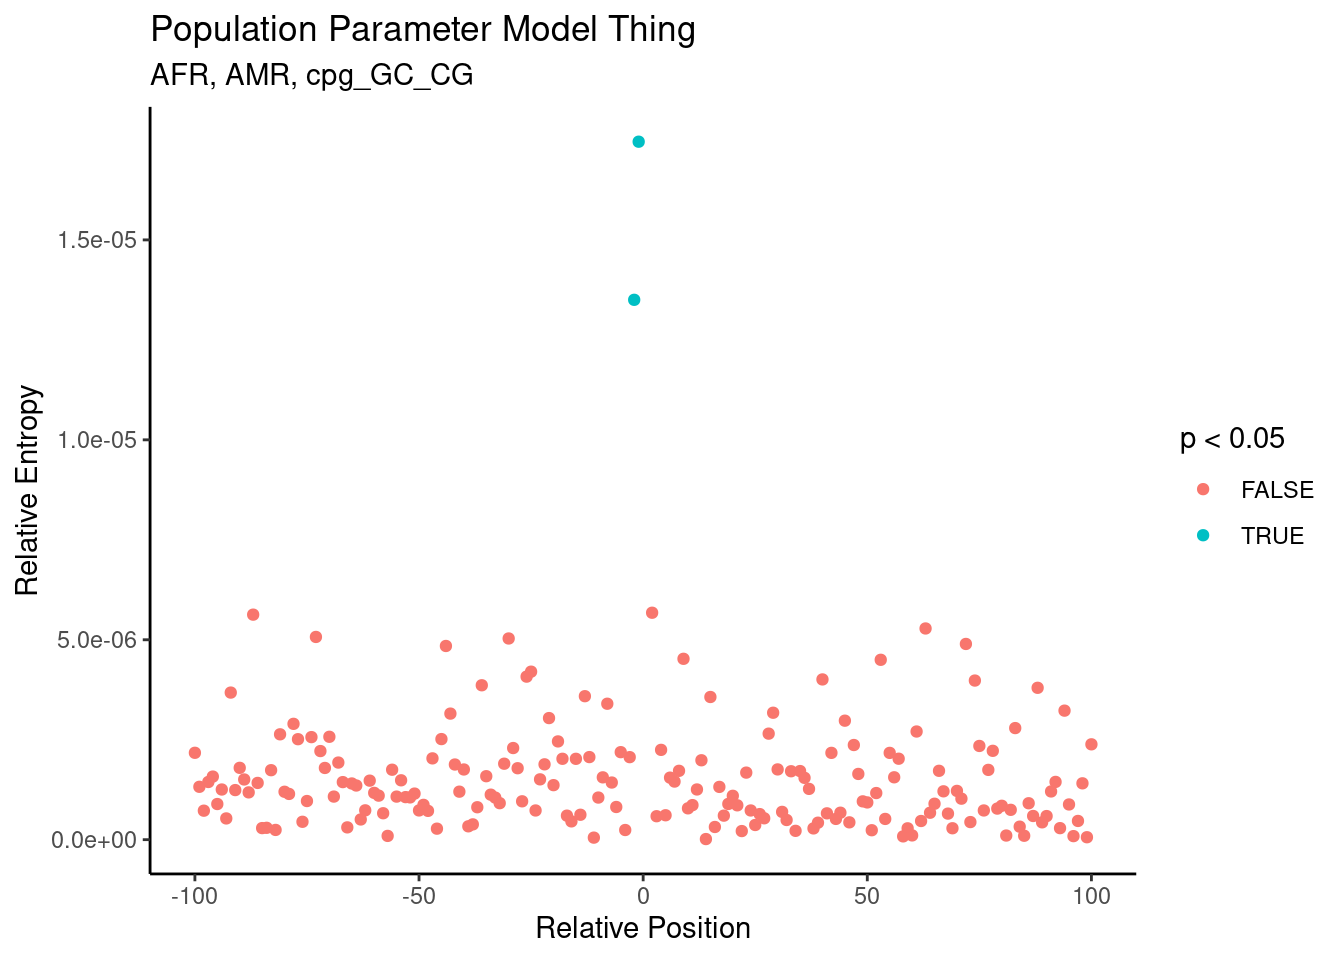 Population Parameter Model Thing
AFR, AMR, cpg_GC_CG
1.5e-05
1.0e-05
5.0e-06
0.0e+00
Relative Entropy
-100
-50
0
50
100
Relative Position
p < 0.05
FALSE
TRUE